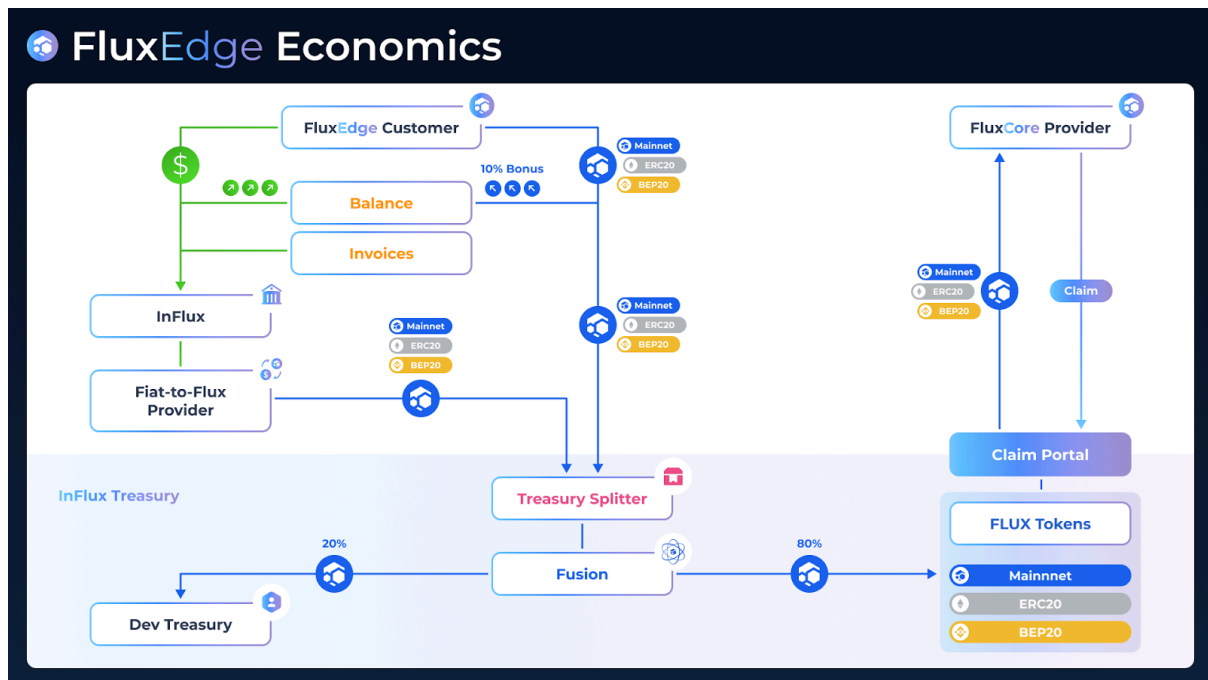 FluxEdge Economics
FluxEdge Customer
FluxCore Provider
$
Mainnet
ERC20
BEP20
10% Bonus
Balance
Invoices
Mainnet
ERC20
BEP20
Claim
InFlux
Mainnet
ERC20
BEP20
Mainnet
ERC20
BEP20
Fiat-to-Flux
Provider
Claim Portal
InFlux Treasury
Treasury Splitter
FLUX Tokens
20%
80%
Fusion
Mainnnet
ERC20
BEP20
Dev Treasury